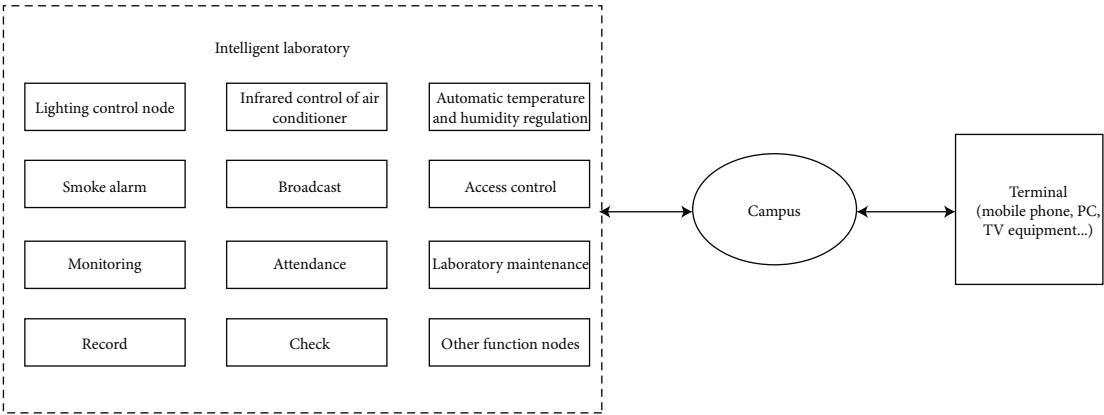 Intelligent laboratory
Lighting control node
Infrared control of air
conditioner
Automatic temperature
and humidity regulation
Smoke alarm
Broadcast
Access control
Monitoring
Attendance
Laboratory maintenance
Record
Check
Other function nodes
Campus
Terminal
(mobile phone, PC,
TV equipment...)